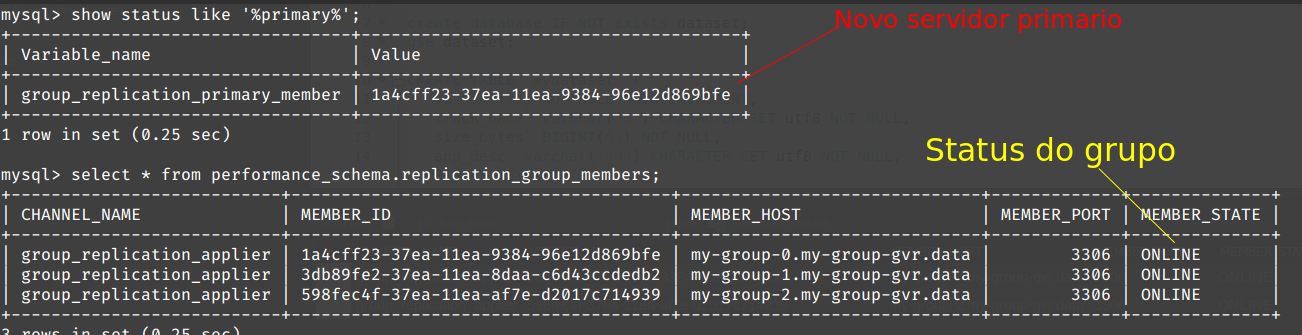 mysql> show status like '%primary%';
Novo servidor primario
+----------------------------------+--------------------------------------+
| Variable_name | Value |
+----------------------------------+--------------------------------------+
| group_replication_primary_member | 1a4cff23-37ea-11ea-9384-96e12d869bfe |
+----------------------------------+--------------------------------------+
1 row in set (0.25 sec)
Status do grupo
mysql> select * from performance_schema.replication_group_members;
+---------------------------+--------------------------------------+------------------------------+-------------+--------------+
| CHANNEL_NAME | MEMBER_ID | MEMBER_HOST | MEMBER_PORT | MEMBER_STATE |
+---------------------------+--------------------------------------+------------------------------+-------------+--------------+
| group_replication_applier | 1a4cff23-37ea-11ea-9384-96e12d869bfe | my-group-0.my-group-gvr.data | 3306 | ONLINE |
| group_replication_applier | 3db89fe2-37ea-11ea-8daa-c6d43ccdedb2 | my-group-1.my-group-gvr.data | 3306 | ONLINE |
| group_replication_applier | 598fec4f-37ea-11ea-af7e-d2017c714939 | my-group-2.my-group-gvr.data | 3306 | ONLINE |
+---------------------------+--------------------------------------+------------------------------+-------------+--------------+
3 rows in set (0.25 sec)